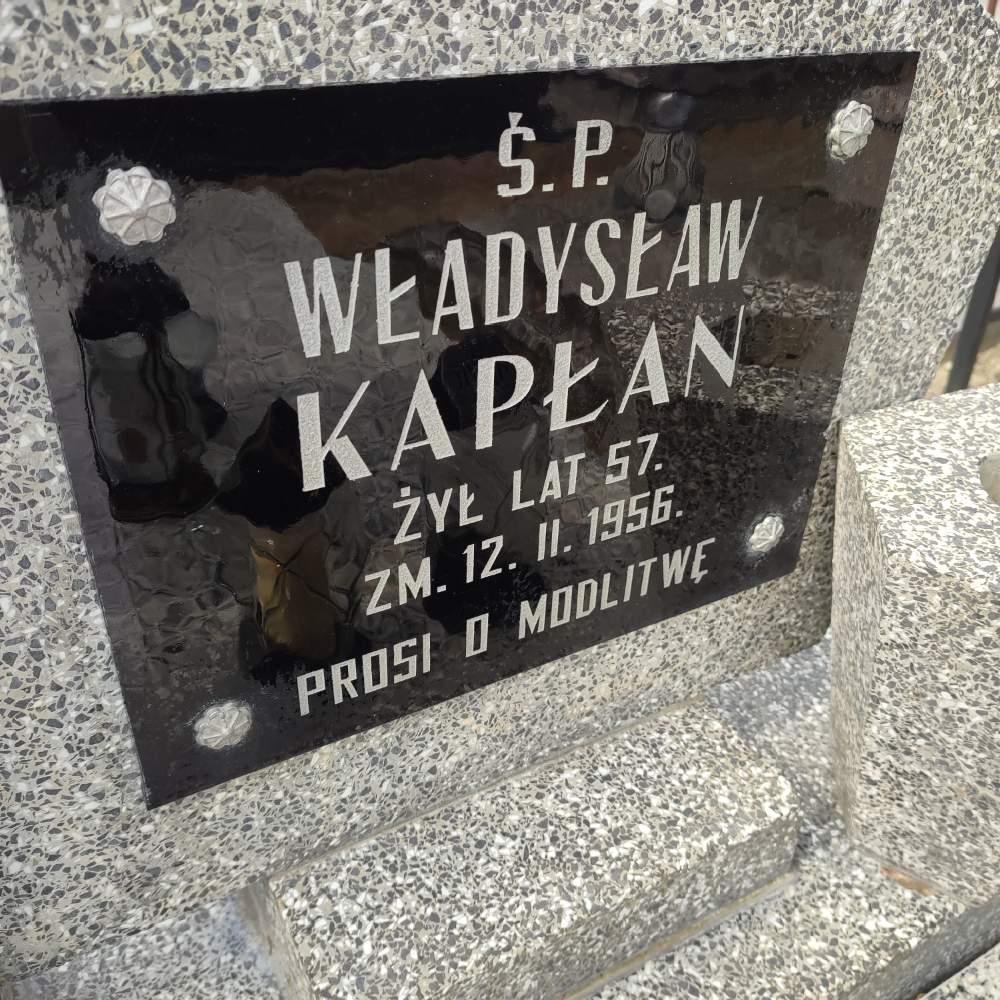 Ś. P.
WŁADYSŁAW
KAPŁAN
ŻYŁ LAT 57.
ZM. 12. II. 1956.
PROSI O MODLITWĘ